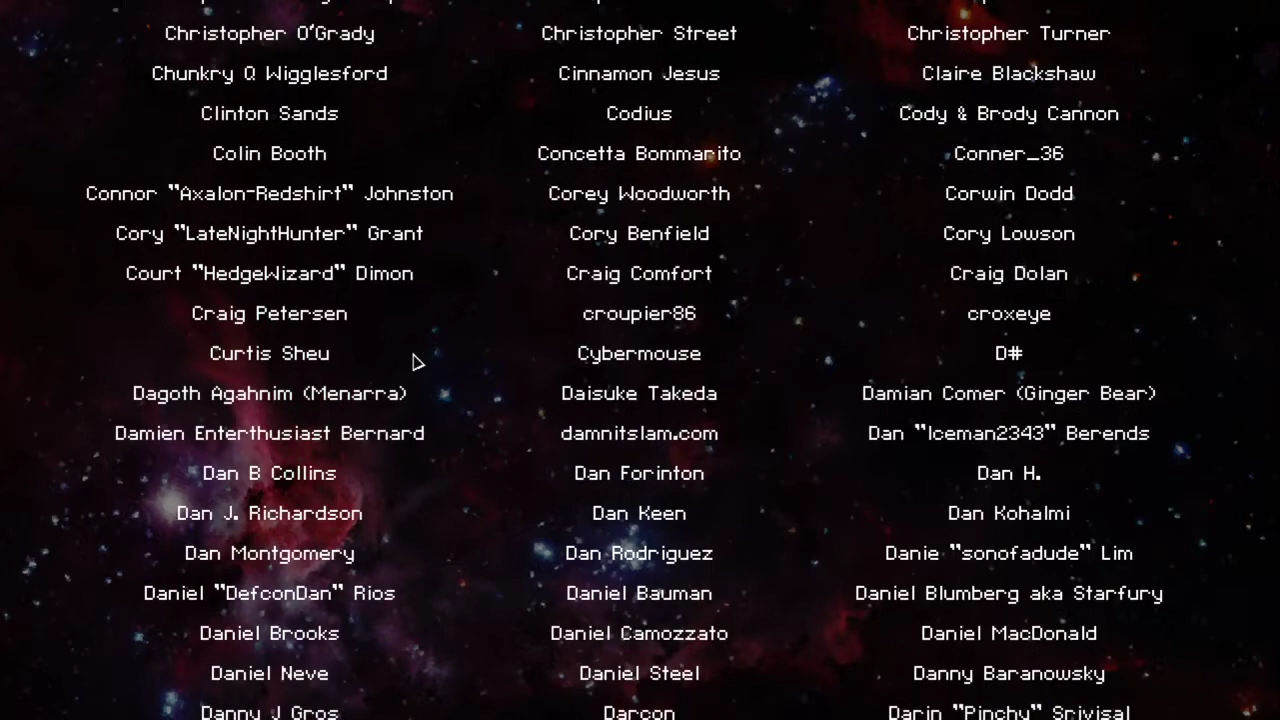 Christopher O'Grady Christopher Street Christopher Turner
Chunkry Q Wigglesford Cinnamon Jesus Claire Blackshaw
Clinton Sands Codius Cody & Brody Cannon
Colin Booth Concetta Bommarito Conner_36
Connor "Axalon-Redshirt" Johnston Corey Woodworth Corwin Dodd
Cory "LateNightHunter" Grant Cory Benfield Cory Lowson
Court "HedgeWizard" Dimon Craig Comfort Craig Dolan
Craig Petersen croupier86 croxeye
Curtis Sheu Cybermouse D#
Dagoth Agahnim (Menarra) Daisuke Takeda Damian Comer (Ginger Bear)
Damien Enterthusiast Bernard damnitslam.com Dan "Iceman2343" Berends
Dan B Collins Dan Forinton Dan H.
Dan J. Richardson Dan Keen Dan Kohalmi
Dan Montgomery Dan Rodriguez Danie "sonofadude" Lim
Daniel "DefconDan" Rios Daniel Bauman Daniel Blumberg aka Starfury
Daniel Brooks Daniel Camozzato Daniel MacDonald
Daniel Neve Daniel Steel Danny Baranowsky
Danny J Gros Darcon Darin "Pinchy" Srivisal